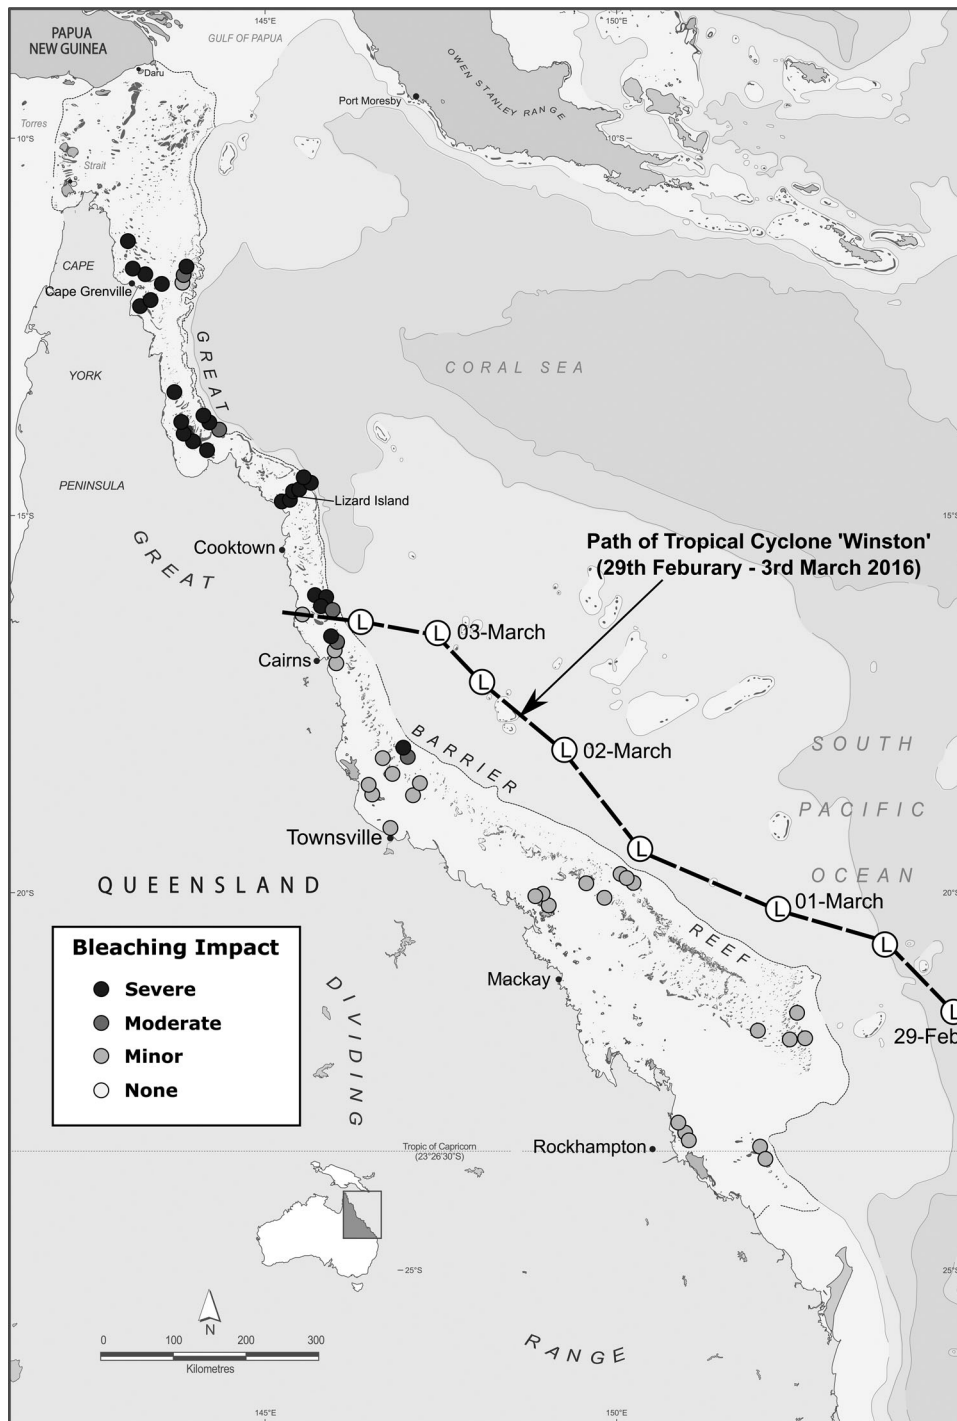 145°E
150°E
PAPUA
NEW GUINEA
GULF OF PAPUA
Daru
OWEN STANLEY RANGE
Port Moresby
Torres
Strait
10°S
10°S
CAPE
Cape Grenville
GREAT
YORK
CORAL SEA
PENINSULA
Lizard Island
15°S
15°S
GREAT
Cooktown
Path of Tropical Cyclone 'Winston'
(29th Feburary - 3rd March 2016)
L
L
03-March
Cairns
L
BARRIER
L
02-March
SOUTH
PACIFIC
OCEAN
Townsville
L
20°S
20°S
QUEENSLAND
L
01-March
REEF
L
Bleaching Impact
Severe
Moderate
Minor
None
Mackay
DIVIDING
L
29-Feb
Rockhampton
Tropic of Capricorn
(23°26'30"S)
25°S
25°S
N
0 100 200 300
Kilometres
RANGE
145°E
150°E